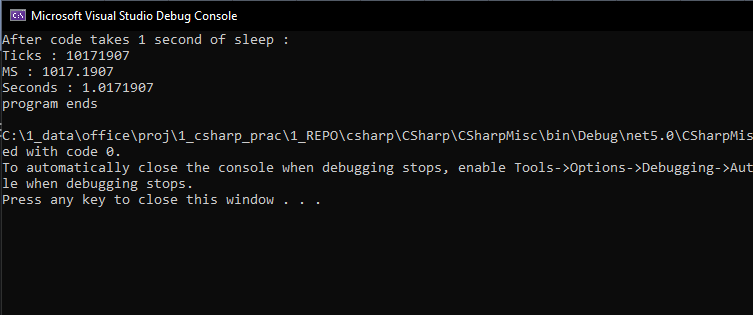 Microsoft Visual Studio Debug Console
After code takes 1 second of sleep :
Ticks : 10171907
MS : 1017.1907
Seconds : 1.0171907
program ends
C:\1_data\office\proj\1_csharp_prac\1_REPO\csharp\CSharp\CSharpMisc\bin\Debug\net5.0\CSharpMis
ed with code 0.
To automatically close the console when debugging stops, enable Tools->Options->Debugging->Aut
le when debugging stops.
Press any key to close this window . . .